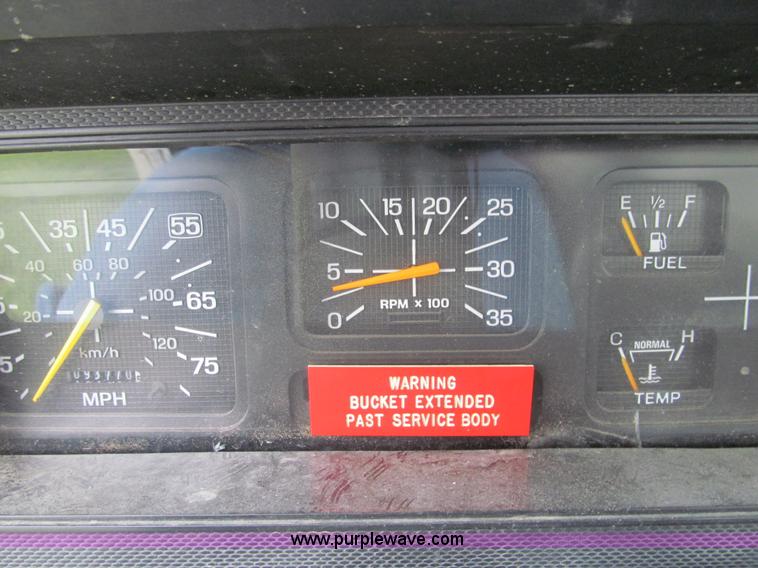 35 45 55
40 60 80
100 65
20
120
km/h 75
MPH
10 15 20 25
5 30
0 RPM x 100 35
E 1/2 F
FUEL
C NORMAL H
TEMP
WARNING
BUCKET EXTENDED
PAST SERVICE BODY
www.purplewave.com